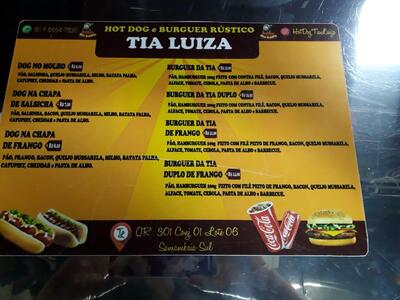 HOT DOG e BURGUER RÚSTICO
TIA LUIZA
HotDogTiaLuiza
DOG NO MOLHO
PÃO, SALSICHA, QUEIJO MUSSARELA, MILHO, BATATA PALHA,
CATUPIRY, CHEDDAR e PASTA DE ALHO.
DOG NA CHAPA
DE SALSICHA
PÃO, SALSICHA, BACON, QUEIJO MUSSARELA, MILHO, BATATA PALHA,
CATUPIRY, CHEDDAR e PASTA DE ALHO.
DOG NA CHAPA
DE FRANGO
PÃO, FRANGO, BACON, QUEIJO MUSSARELA, MILHO, BATATA PALHA,
CATUPIRY, CHEDDAR e PASTA DE ALHO.
BURGUER DA TIA
PÃO, HAMBURGUER 200g FEITO COM CONTRA FILÉ, BACON, QUEIJO MUSSARELA,
ALFACE, TOMATE, CEBOLA, PASTA DE ALHO e BARBECUE.
BURGUER DA TIA DUPLO
PÃO, HAMBURGUER 200g FEITO COM CONTRA FILÉ, BACON, QUEIJO MUSSARELA,
ALFACE, TOMATE, CEBOLA, PASTA DE ALHO e BARBECUE.
BURGUER DA TIA
DE FRANGO
PÃO, HAMBURGUER 200g FEITO FILÉ PEITO DE FRANGO, BACON, QUEIJO MUSSARELA,
ALFACE, TOMATE, CEBOLA, PASTA DE ALHO e BARBECUE.
BURGUER DA TIA
DUPLO DE FRANGO
PÃO, HAMBURGUER 200g FEITO FILÉ PEITO DE FRANGO, BACON, QUEIJO MUSSARELA,
ALFACE, TOMATE, CEBOLA, PASTA DE ALHO e BARBECUE.
QR 301 Conj 01 Lote 06
Samambaia Sul
Coca-Cola
Coca-Cola